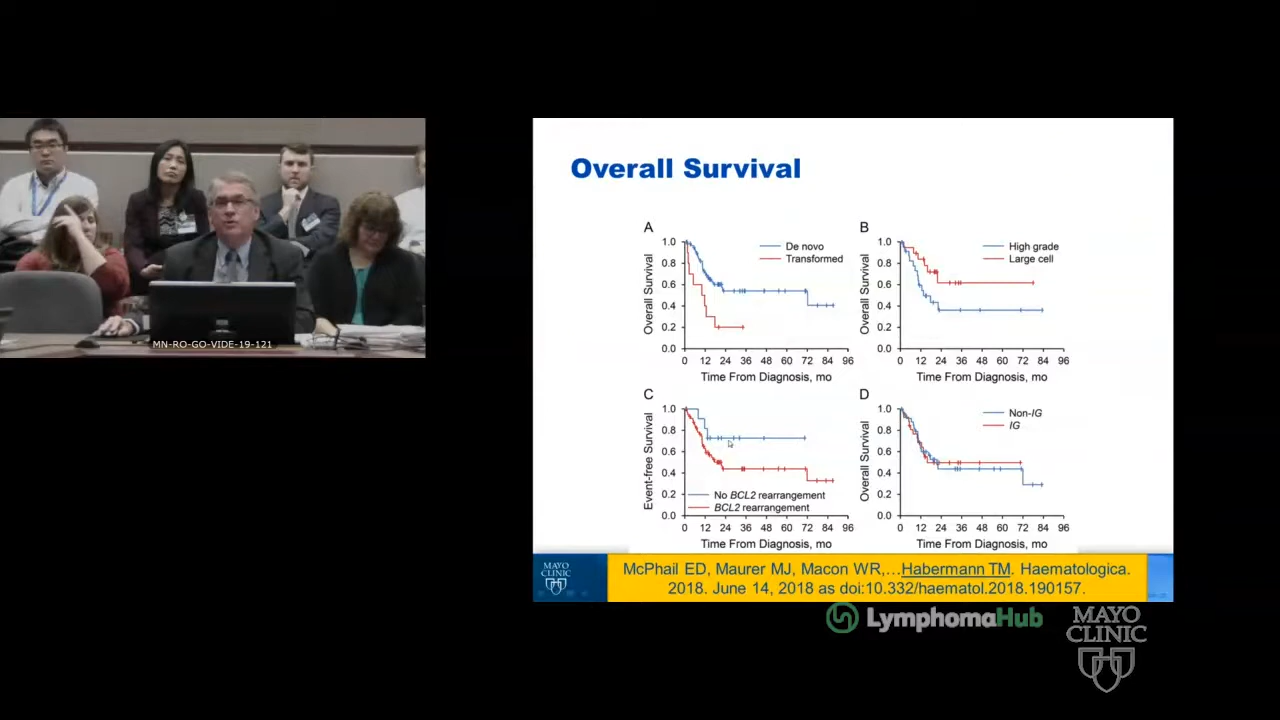 MN-RO-GO-VIDE-19-121
Overall Survival
A
De novo
Transformed
Overall Survival
1.0
0.8
0.6
0.4
0.2
0.0
0 12 24 36 48 60 72 84 96
Time From Diagnosis, mo
B
High grade
Large cell
Overall Survival
1.0
0.8
0.6
0.4
0.2
0.0
0 12 24 36 48 60 72 84 96
Time From Diagnosis, mo
C
No BCL2 rearrangement
BCL2 rearrangement
Event-free Survival
1.0
0.8
0.6
0.4
0.2
0.0
0 12 24 36 48 60 72 84 96
Time From Diagnosis, mo
D
Non-IG
IG
Overall Survival
1.0
0.8
0.6
0.4
0.2
0.0
0 12 24 36 48 60 72 84 96
Time From Diagnosis, mo
MAYO
CLINIC
McPhail ED, Maurer MJ, Macon WR,…Habermann TM. Haematologica.
2018. June 14, 2018 as doi:10.332/haematol.2018.190157.
LymphomaHub
MAYO
CLINIC